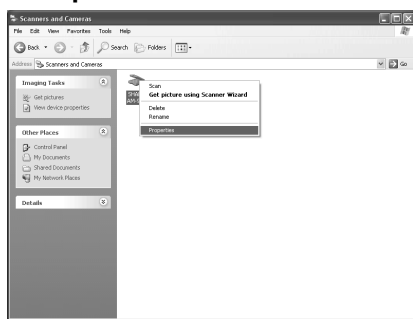 Scanners and Cameras
File Edit View Favorites Tools Help
Back Search Folders
Address Scanners and Cameras Go
Imaging Tasks
Get pictures
View device properties
Other Places
Control Panel
My Documents
Shared Documents
My Network Places
Details
Scan
Get picture using Scanner Wizard
Delete
Rename
Properties